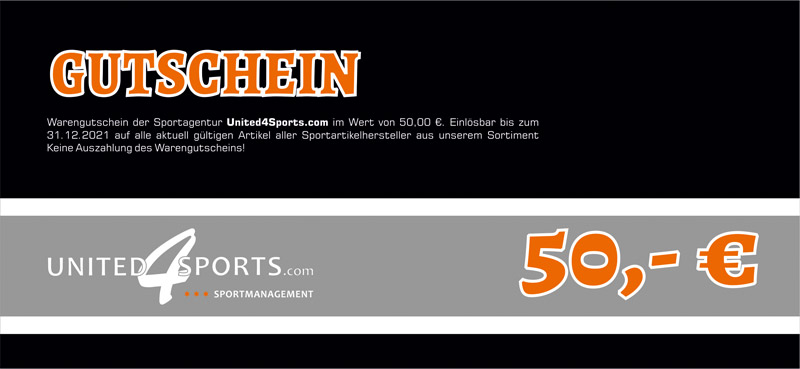 GUTSCHEIN
Warengutschein der Sportagentur United4Sports.com im Wert von 50,00 €. Einlösbar bis zum
31.12.2021 auf alle aktuell gültigen Artikel aller Sportartikelhersteller aus unserem Sortiment
Keine Auszahlung des Warengutscheins!
UNITED4SPORTS.com
SPORTMANAGEMENT
50,- €